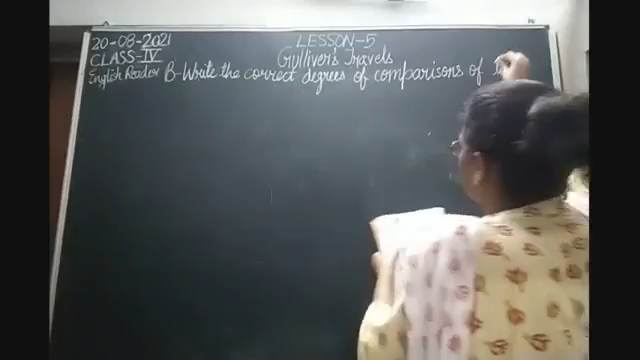 20-08-2021
LESSON-5
CLASS-IV
Gulliver's Travels
English Reader
B-Write the correct degrees of comparisons of